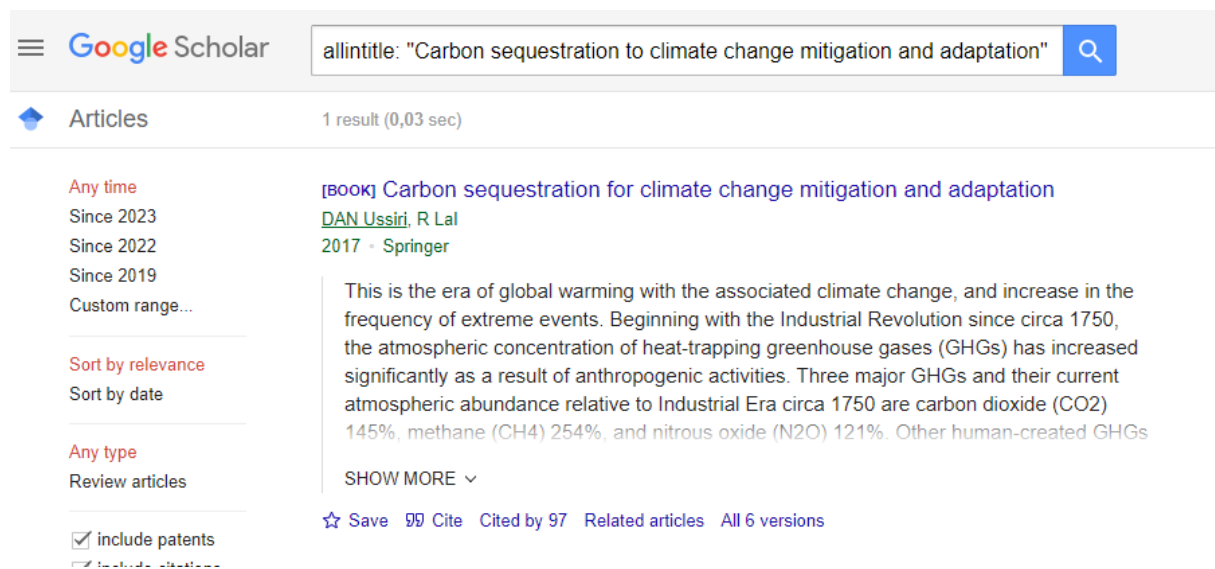 Google Scholar
allintitle: "Carbon sequestration to climate change mitigation and adaptation"
Articles
1 result (0,03 sec)
Any time
Since 2023
Since 2022
Since 2019
Custom range...
Sort by relevance
Sort by date
Any type
Review articles
include patents
include citations
[BOOK] Carbon sequestration for climate change mitigation and adaptation
DAN Ussiri, R Lal
2017 • Springer
This is the era of global warming with the associated climate change, and increase in the
frequency of extreme events. Beginning with the Industrial Revolution since circa 1750,
the atmospheric concentration of heat-trapping greenhouse gases (GHGs) has increased
significantly as a result of anthropogenic activities. Three major GHGs and their current
atmospheric abundance relative to Industrial Era circa 1750 are carbon dioxide (CO2)
145%, methane (CH4) 254%, and nitrous oxide (N2O) 121%. Other human-created GHGs
SHOW MORE
Save Cite Cited by 97 Related articles All 6 versions